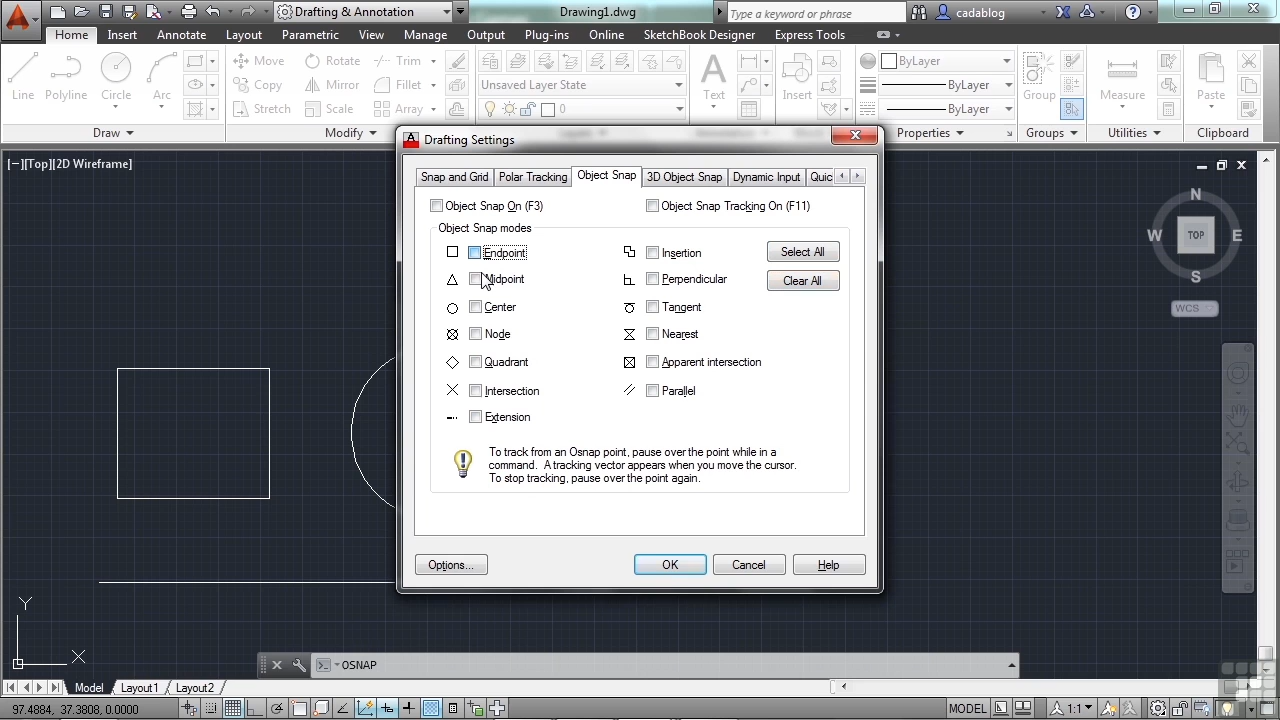 Drafting & Annotation
Drawing1.dwg
Type a keyword or phrase
cadablog
Home Insert Annotate Layout Parametric View Manage Output Plug-ins Online SketchBook Designer Express Tools
Line Polyline Circle Arc
Move Rotate Trim
Copy Mirror Fillet
Stretch Scale Array
Unsaved Layer State
0
Text
Insert
ByLayer
ByLayer
ByLayer
Group
Measure
Paste
Draw Modify Properties Groups Utilities Clipboard
[−][Top][2D Wireframe]
Drafting Settings
Snap and Grid Polar Tracking Object Snap 3D Object Snap Dynamic Input Quic
Object Snap On (F3)
Object Snap Tracking On (F11)
Object Snap modes
Endpoint
Midpoint
Center
Node
Quadrant
Intersection
Extension
Insertion
Perpendicular
Tangent
Nearest
Apparent intersection
Parallel
Select All
Clear All
To track from an Osnap point, pause over the point while in a
command. A tracking vector appears when you move the cursor.
To stop tracking, pause over the point again.
Options...
OK
Cancel
Help
N
W TOP E
S
WCS
Y
X
OSNAP
Model Layout1 Layout2
97.4884, 37.3808, 0.0000
MODEL
1:1